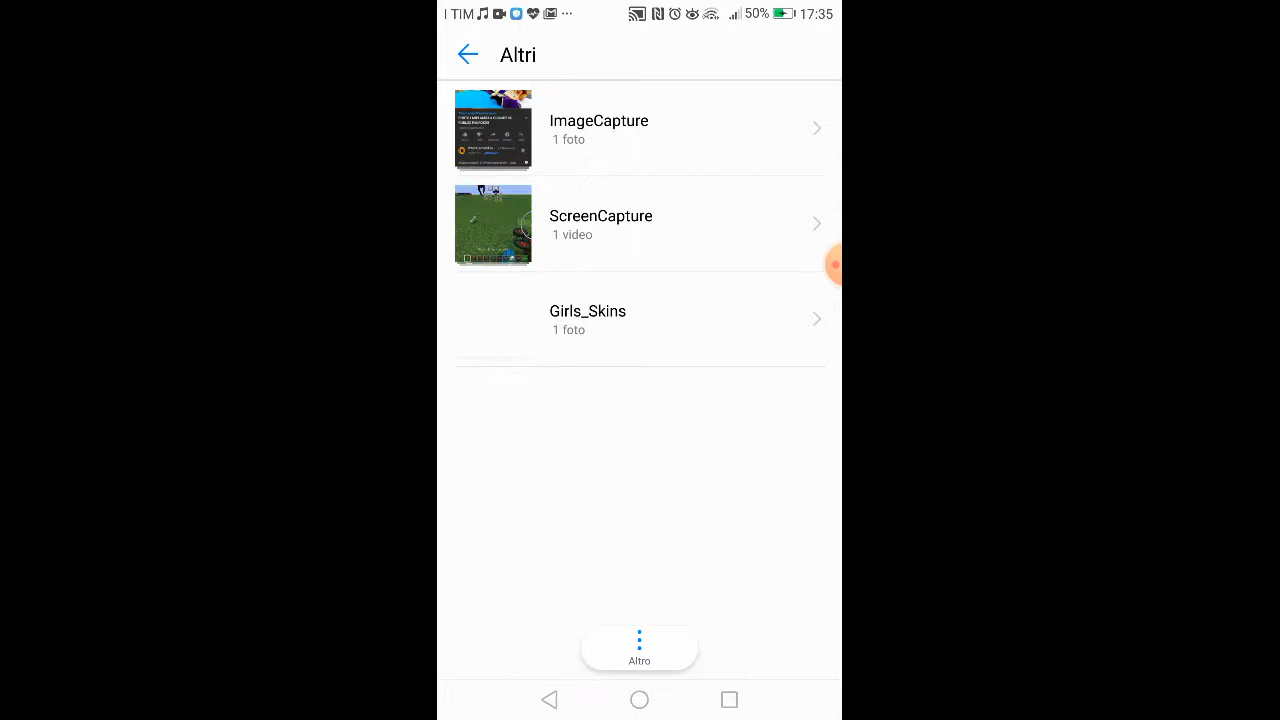 I TIM 50% 17:35
Altri
ImageCapture
1 foto
ScreenCapture
1 video
Girls_Skins
1 foto
Altro